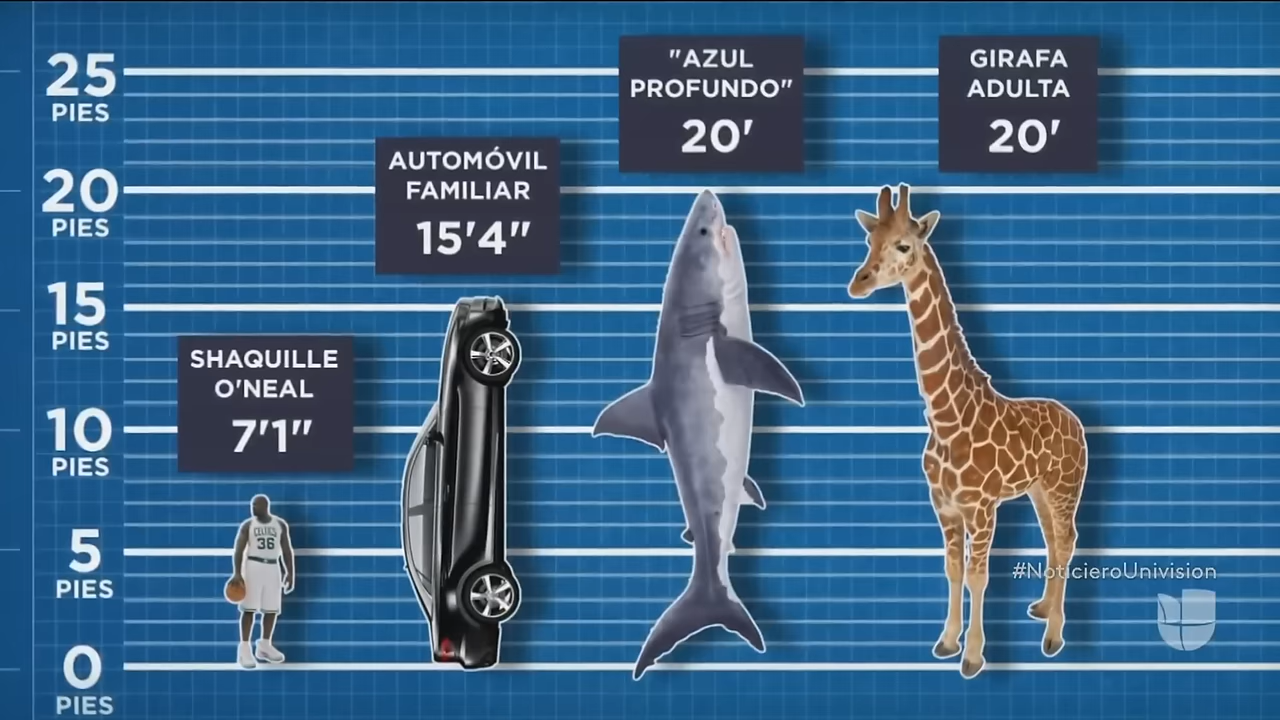 25
PIES
20
PIES
15
PIES
10
PIES
5
PIES
0
PIES
SHAQUILLE
O'NEAL
7'1"
CELTICS
36
AUTOMÓVIL
FAMILIAR
15'4"
"AZUL
PROFUNDO"
20'
GIRAFA
ADULTA
20'
#NoticieroUnivision